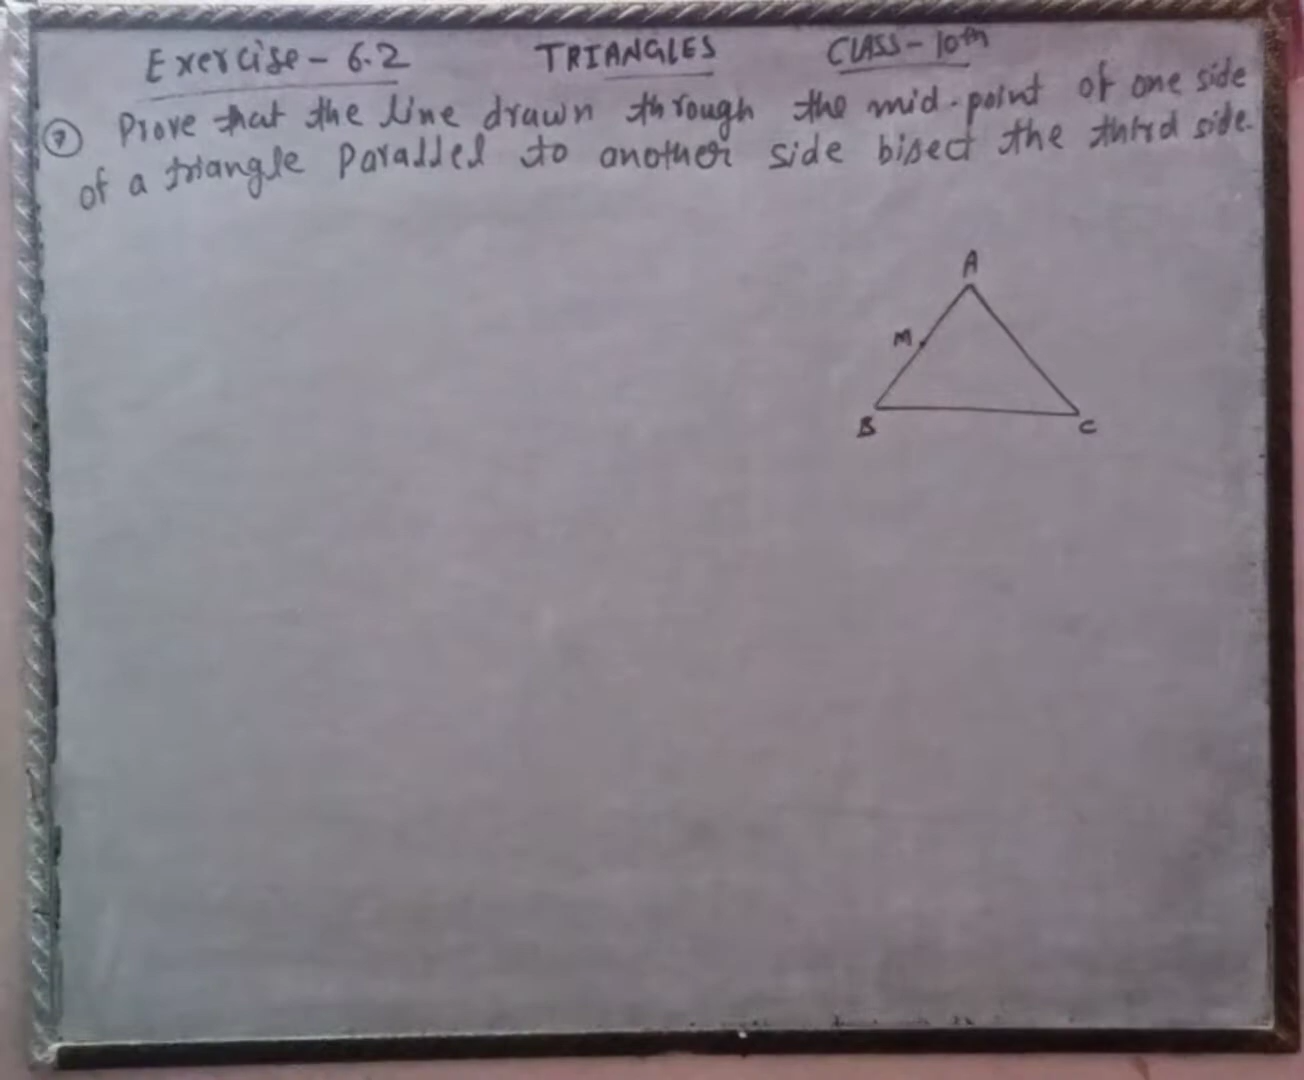 Exercise - 6.2 TRIANGLES CLASS - 10th
7 Prove that the line drawn through the mid-point of one side
of a triangle Parallel to another side bisect the third side.
A
M
B C